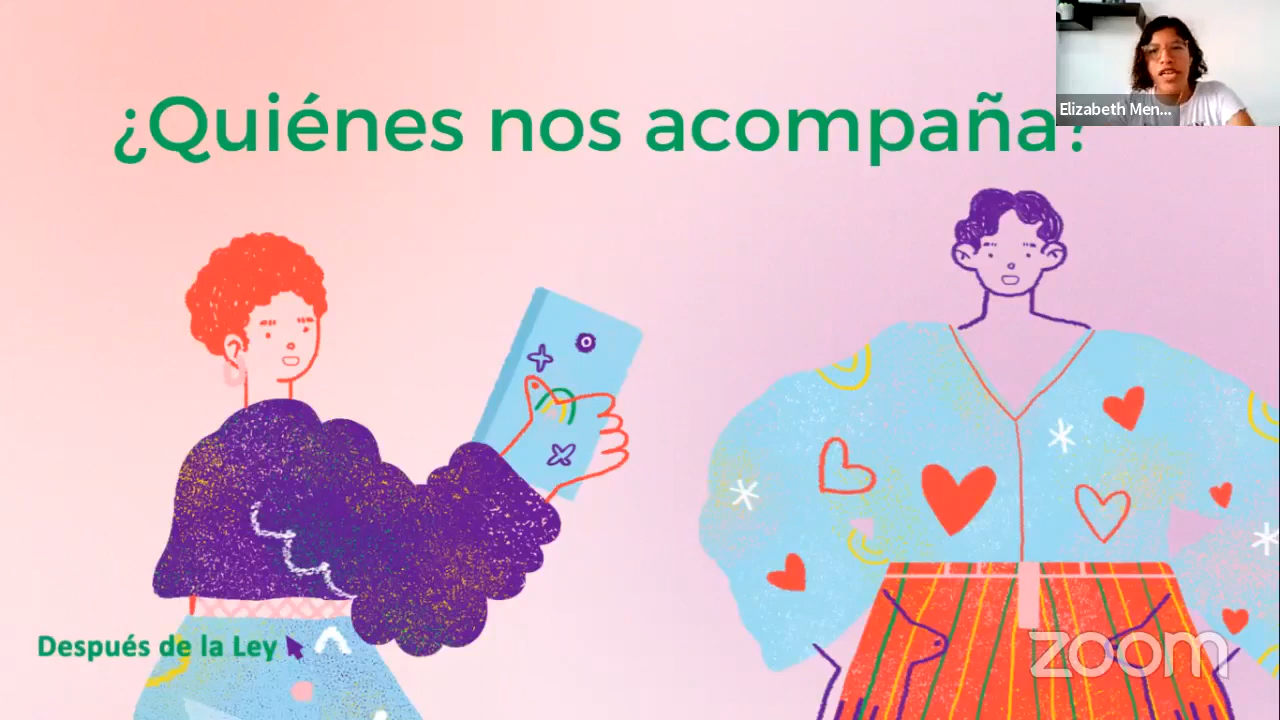 ¿Quiénes nos acompaña?
Elizabeth Men...
Después de la Ley
zoom